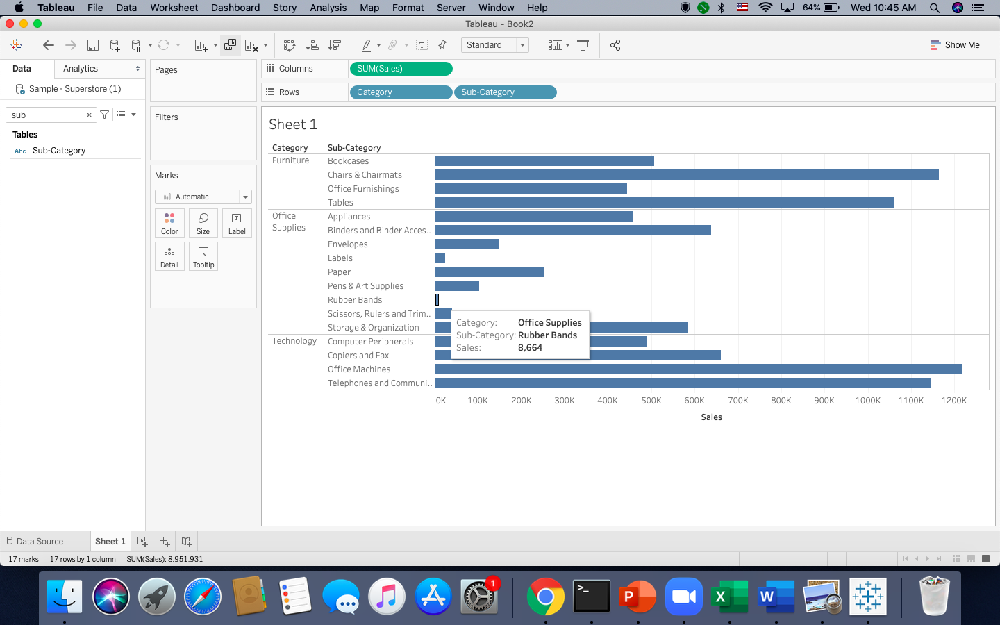 Tableau File Data Worksheet Dashboard Story Analysis Map Format Server Window Help 64% Wed 10:45 AM
Tableau - Book2
Standard
Show Me
Data Analytics
Sample - Superstore (1)
sub
Tables
Abc Sub-Category
Pages
Filters
Marks
Automatic
Color Size Label
Detail Tooltip
Columns SUM(Sales)
Rows Category Sub-Category
Sheet 1
Category Sub-Category
Furniture Bookcases
Chairs & Chairmats
Office Furnishings
Tables
Office Supplies Appliances
Binders and Binder Acces..
Envelopes
Labels
Paper
Pens & Art Supplies
Rubber Bands
Scissors, Rulers and Trim..
Storage & Organization
Technology Computer Peripherals
Copiers and Fax
Office Machines
Telephones and Communi..
Category: Office Supplies
Sub-Category: Rubber Bands
Sales: 8,664
0K 100K 200K 300K 400K 500K 600K 700K 800K 900K 1000K 1100K 1200K
Sales
Data Source Sheet 1
17 marks 17 rows by 1 column SUM(Sales): 8,951,931
1
>_
P
X
W